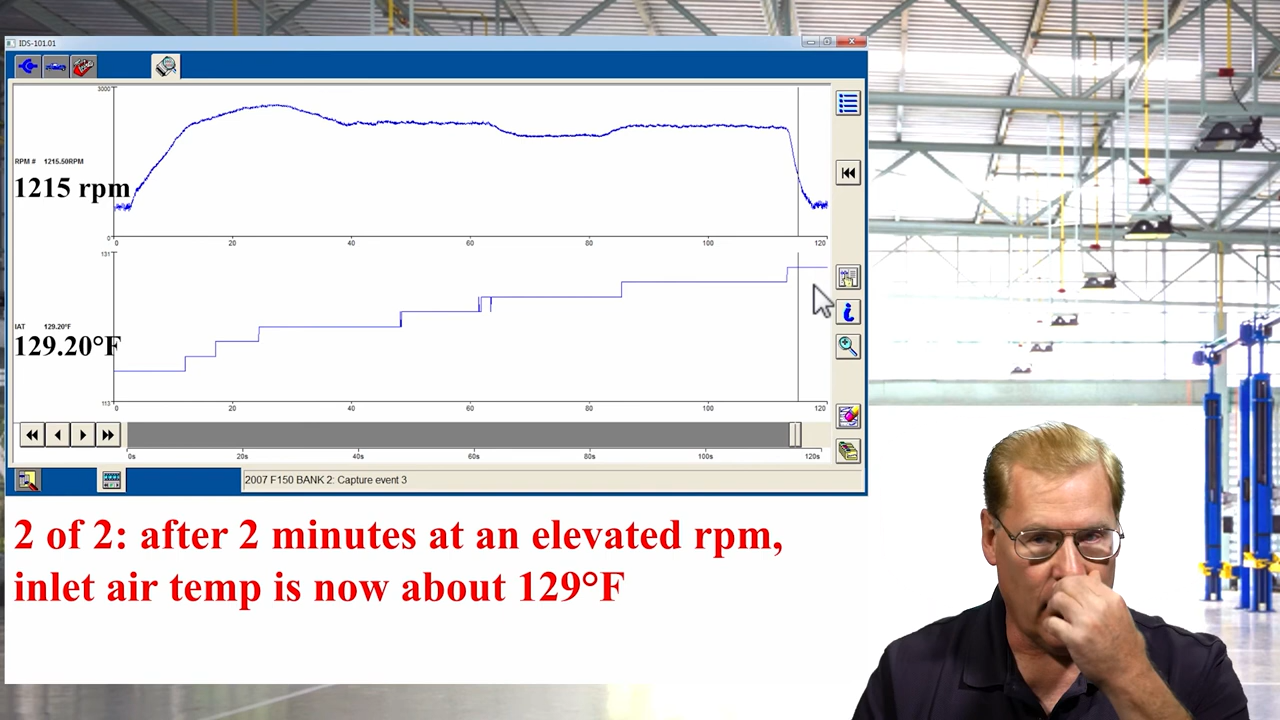 IDS-101.01
3000
RPM # 1215.50RPM
1215 rpm
0
0 20 40 60 80 100 120
131
IAT 129.20°F
129.20°F
113
0 20 40 60 80 100 120
0s 20s 40s 60s 80s 100s 120s
2007 F150 BANK 2: Capture event 3
2 of 2: after 2 minutes at an elevated rpm,
inlet air temp is now about 129°F